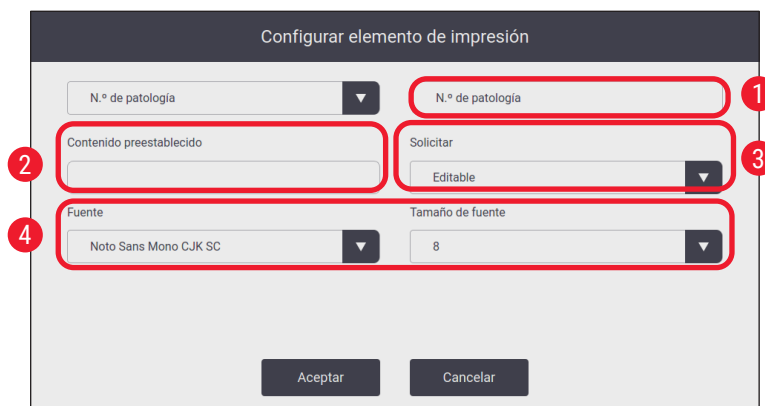 Configurar elemento de impresión
N.º de patología
N.º de patología
1
Contenido preestablecido
Solicitar
2
3
Editable
Fuente
Tamaño de fuente
4
Noto Sans Mono CJK SC
8
Aceptar
Cancelar